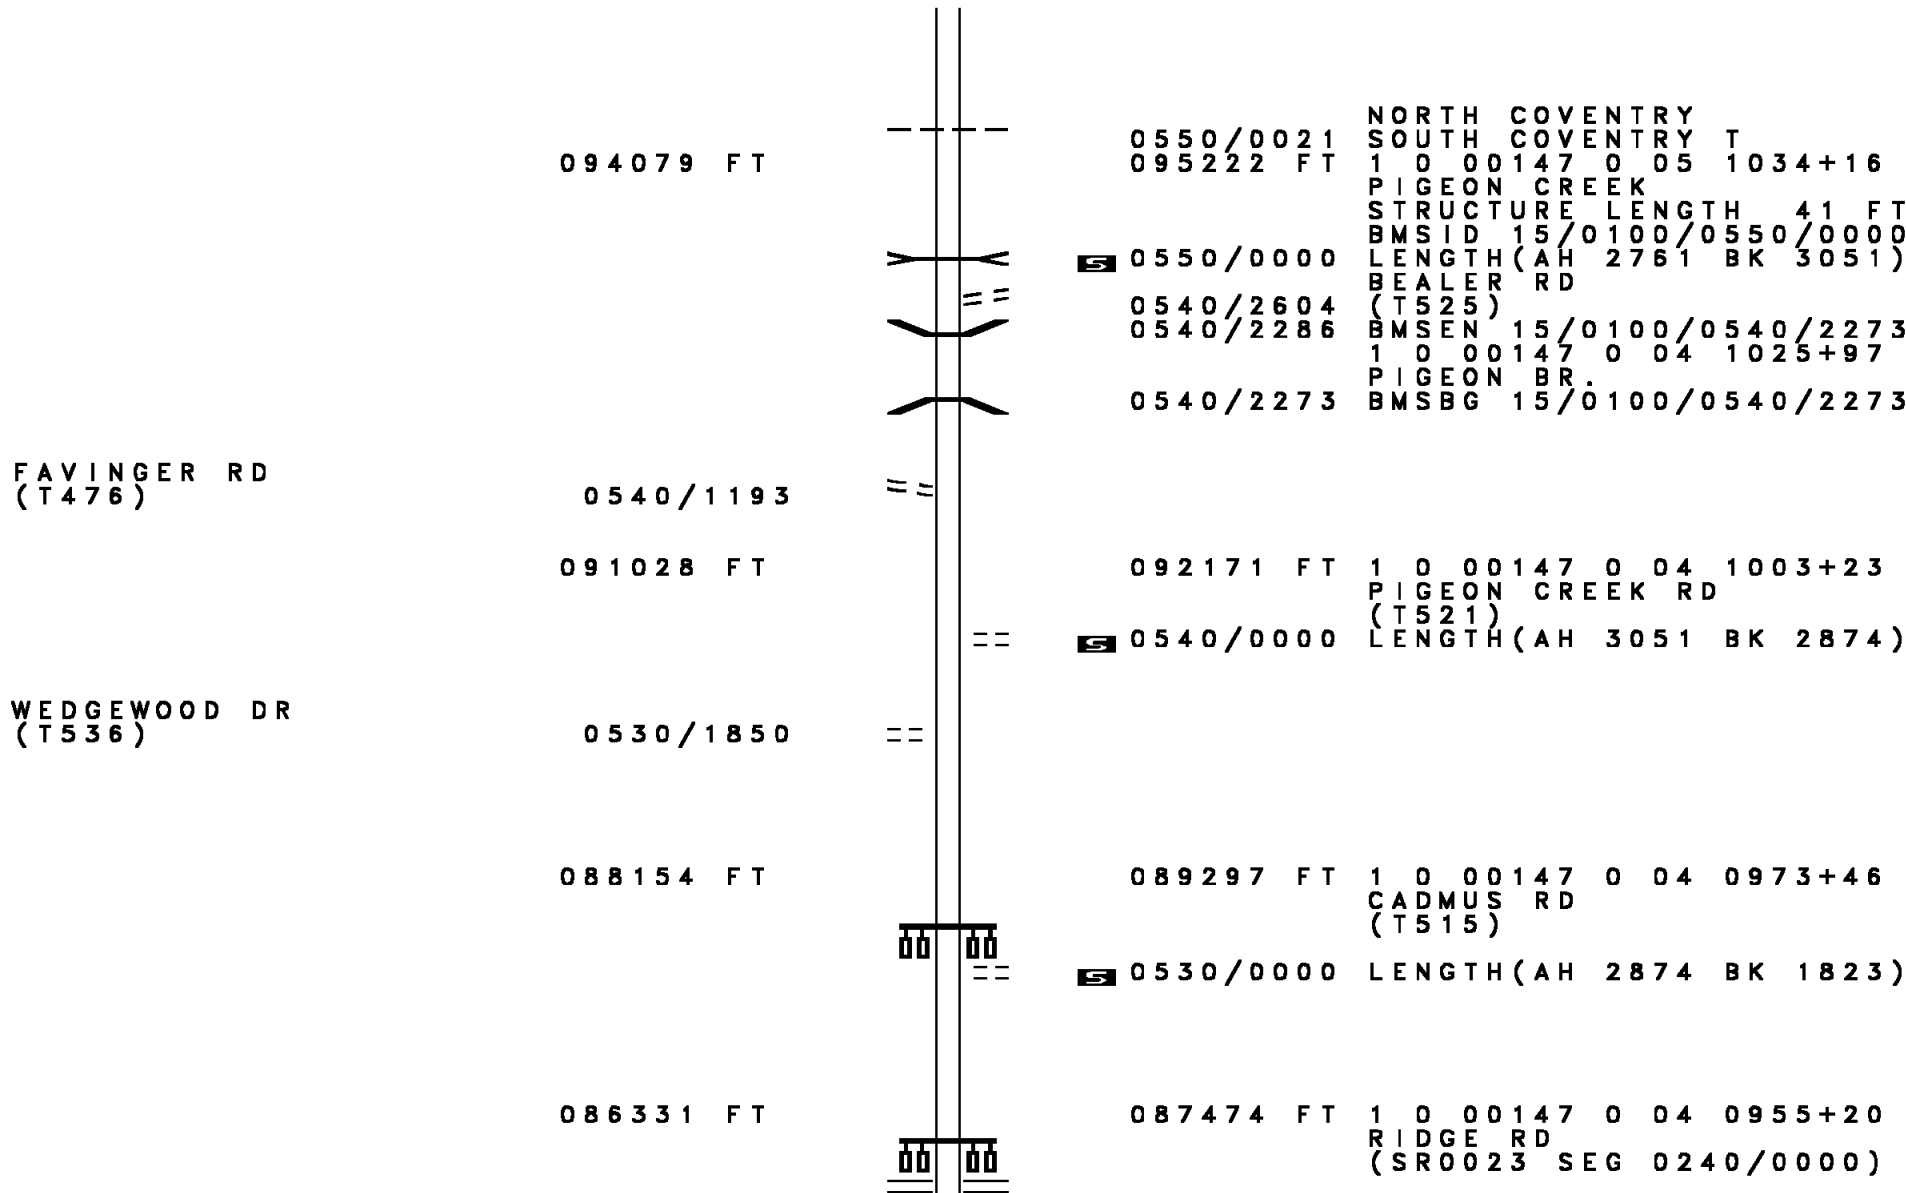 NORTH COVENTRY
0550/0021 SOUTH COVENTRY T
094079 FT 095222 FT 1 0 00147 0 05 1034+16
PIGEON CREEK
STRUCTURE LENGTH 41 FT
BMSID 15/0100/0550/0000
S 0550/0000 LENGTH(AH 2761 BK 3051)
BEALER RD
0540/2604 (T525)
0540/2286 BMSEN 15/0100/0540/2273
1 0 00147 0 04 1025+97
PIGEON BR.
0540/2273 BMSBG 15/0100/0540/2273
FAVINGER RD
(T476) 0540/1193
091028 FT 092171 FT 1 0 00147 0 04 1003+23
PIGEON CREEK RD
(T521)
S 0540/0000 LENGTH(AH 3051 BK 2874)
WEDGEWOOD DR
(T536) 0530/1850
088154 FT 089297 FT 1 0 00147 0 04 0973+46
CADMUS RD
(T515)
S 0530/0000 LENGTH(AH 2874 BK 1823)
086331 FT 087474 FT 1 0 00147 0 04 0955+20
RIDGE RD
(SR0023 SEG 0240/0000)